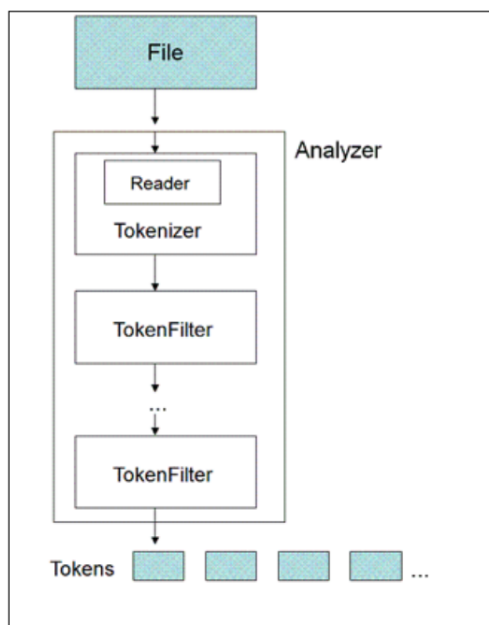 File
Analyzer
Reader
Tokenizer
TokenFilter
...
TokenFilter
Tokens ...